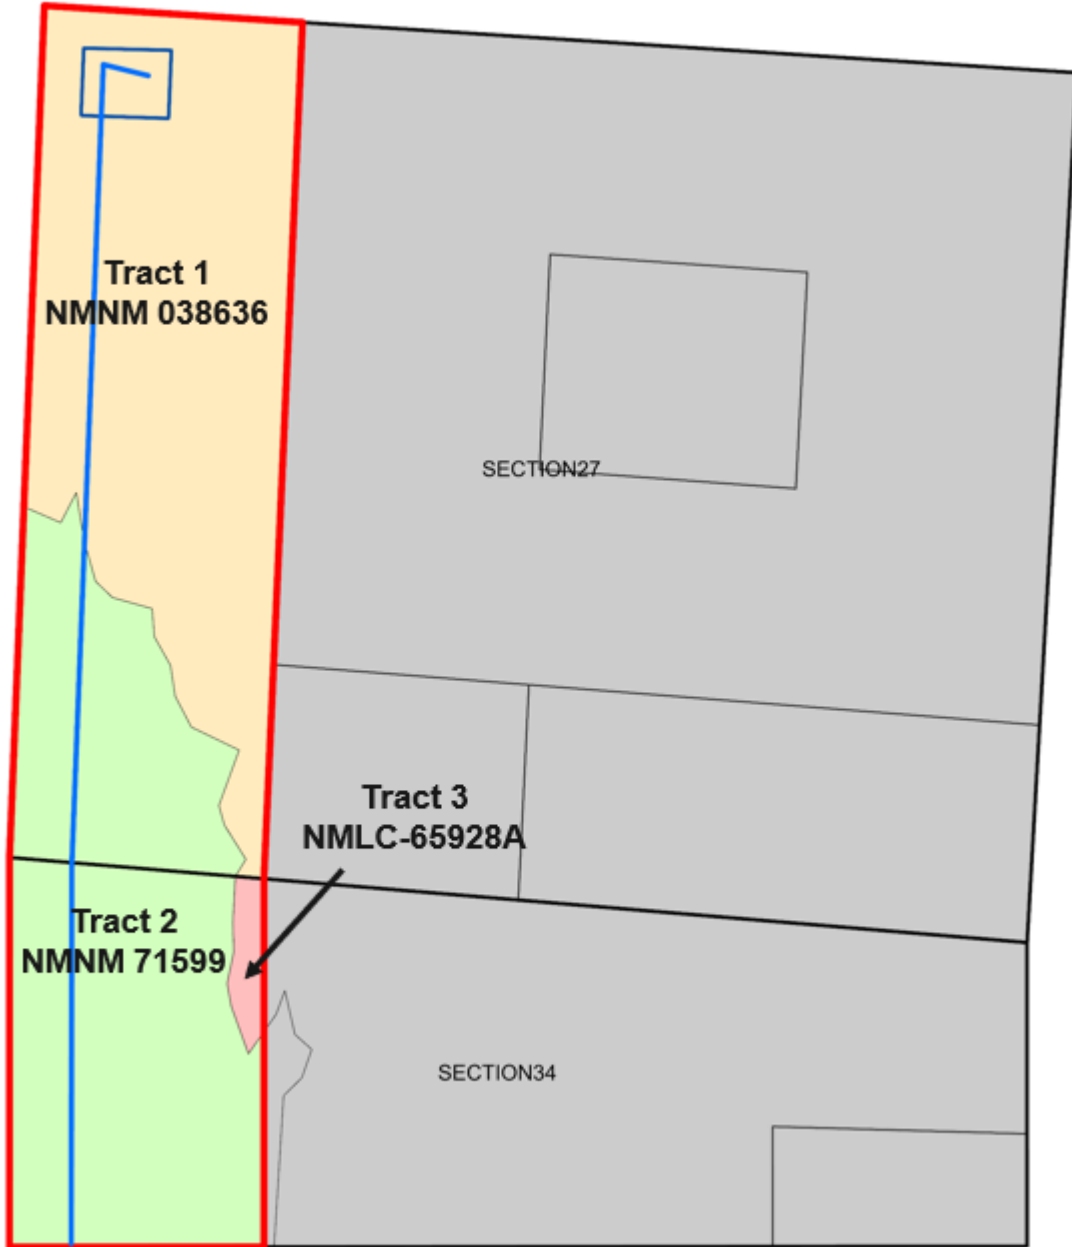 Tract 1
NMNM 038636
SECTION27
Tract 3
NMLC-65928A
Tract 2
NMNM 71599
SECTION34